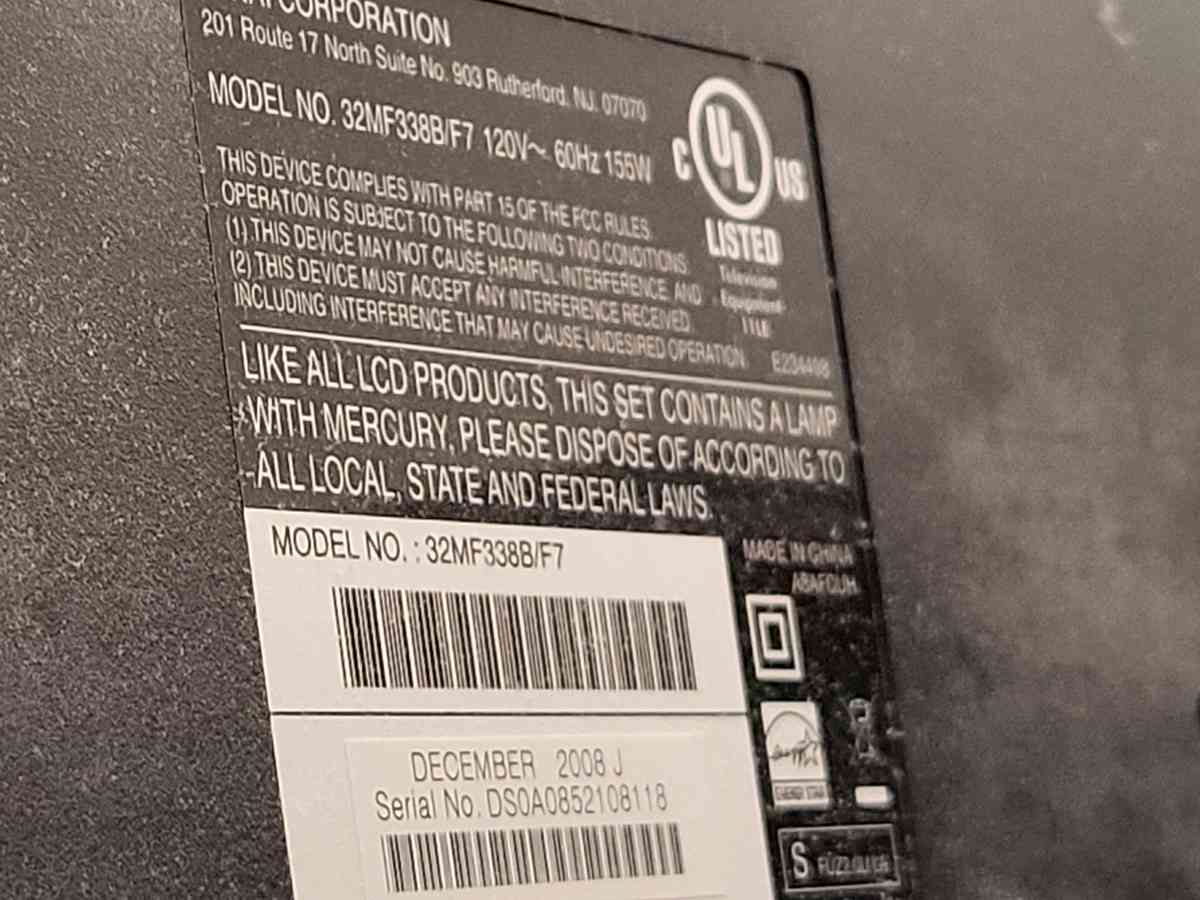 CORPORATION
201 Route 17 North Suite No. 903 Rutherford, NJ. 07070
MODEL NO. 32MF338B/F7 120V~ 60Hz 155W
C UL US
LISTED
Television
Equipment
THIS DEVICE COMPLIES WITH PART 15 OF THE FCC RULES.
OPERATION IS SUBJECT TO THE FOLLOWING TWO CONDITIONS.
(1) THIS DEVICE MAY NOT CAUSE HARMFUL INTERFERENCE, AND
(2) THIS DEVICE MUST ACCEPT ANY INTERFERENCE RECEIVED.
INCLUDING INTERFERENCE THAT MAY CAUSE UNDESIRED OPERATION.
LIKE ALL LCD PRODUCTS, THIS SET CONTAINS A LAMP
WITH MERCURY, PLEASE DISPOSE OF ACCORDING TO
ALL LOCAL, STATE AND FEDERAL LAWS.
MODEL NO. : 32MF338B/F7
MADE IN CHINA
DECEMBER 2008 J
Serial No. DS0A0852108118
ENERGY STAR
S